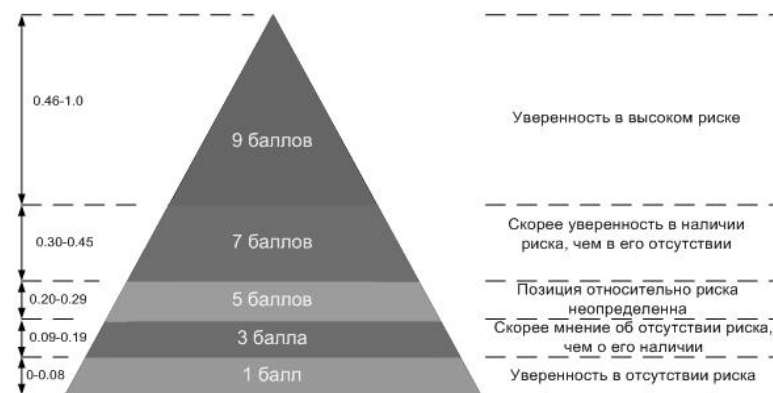 0.46-1.0
9 баллов
Уверенность в высоком риске
0.30-0.45
7 баллов
Скорее уверенность в наличии
риска, чем в его отсутствии
0.20-0.29
5 баллов
Позиция относительно риска
неопределенна
0.09-0.19
3 балла
Скорее мнение об отсутствии риска,
чем о его наличии
0-0.08
1 балл
Уверенность в отсутствии риска